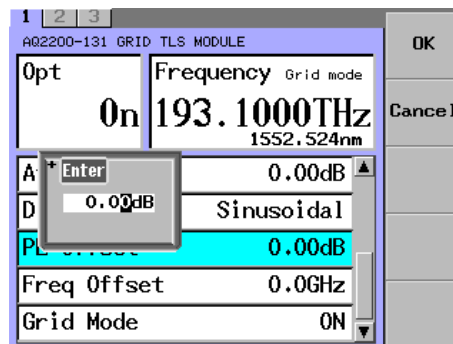 1 2 3
AQ2200-131 GRID TLS MODULE
OK
Opt
Frequency Grid mode
On
193.1000THz
1552.524nm
Cancel
A
0.00dB
Enter
0.00dB
D
Sinusoidal
0.00dB
Freq Offset
0.0GHz
Grid Mode
ON